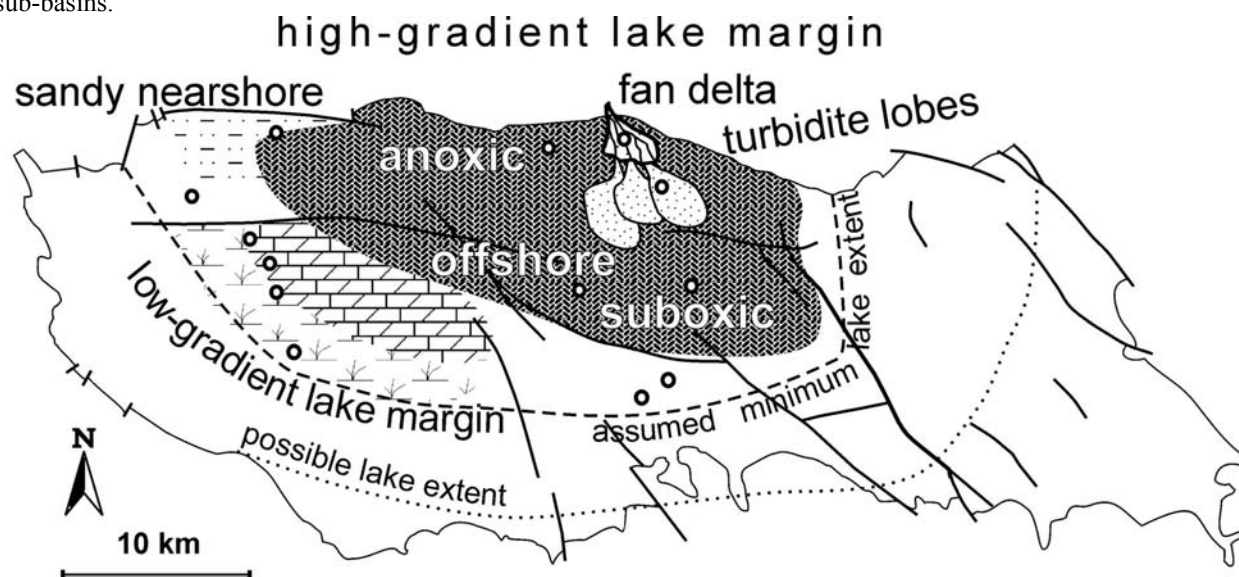 sub-basins.
high-gradient lake margin
sandy nearshore
fan delta
turbidite lobes
anoxic
offshore
suboxic
lake extent
low-gradient lake margin
assumed minimum
possible lake extent
N
10 km